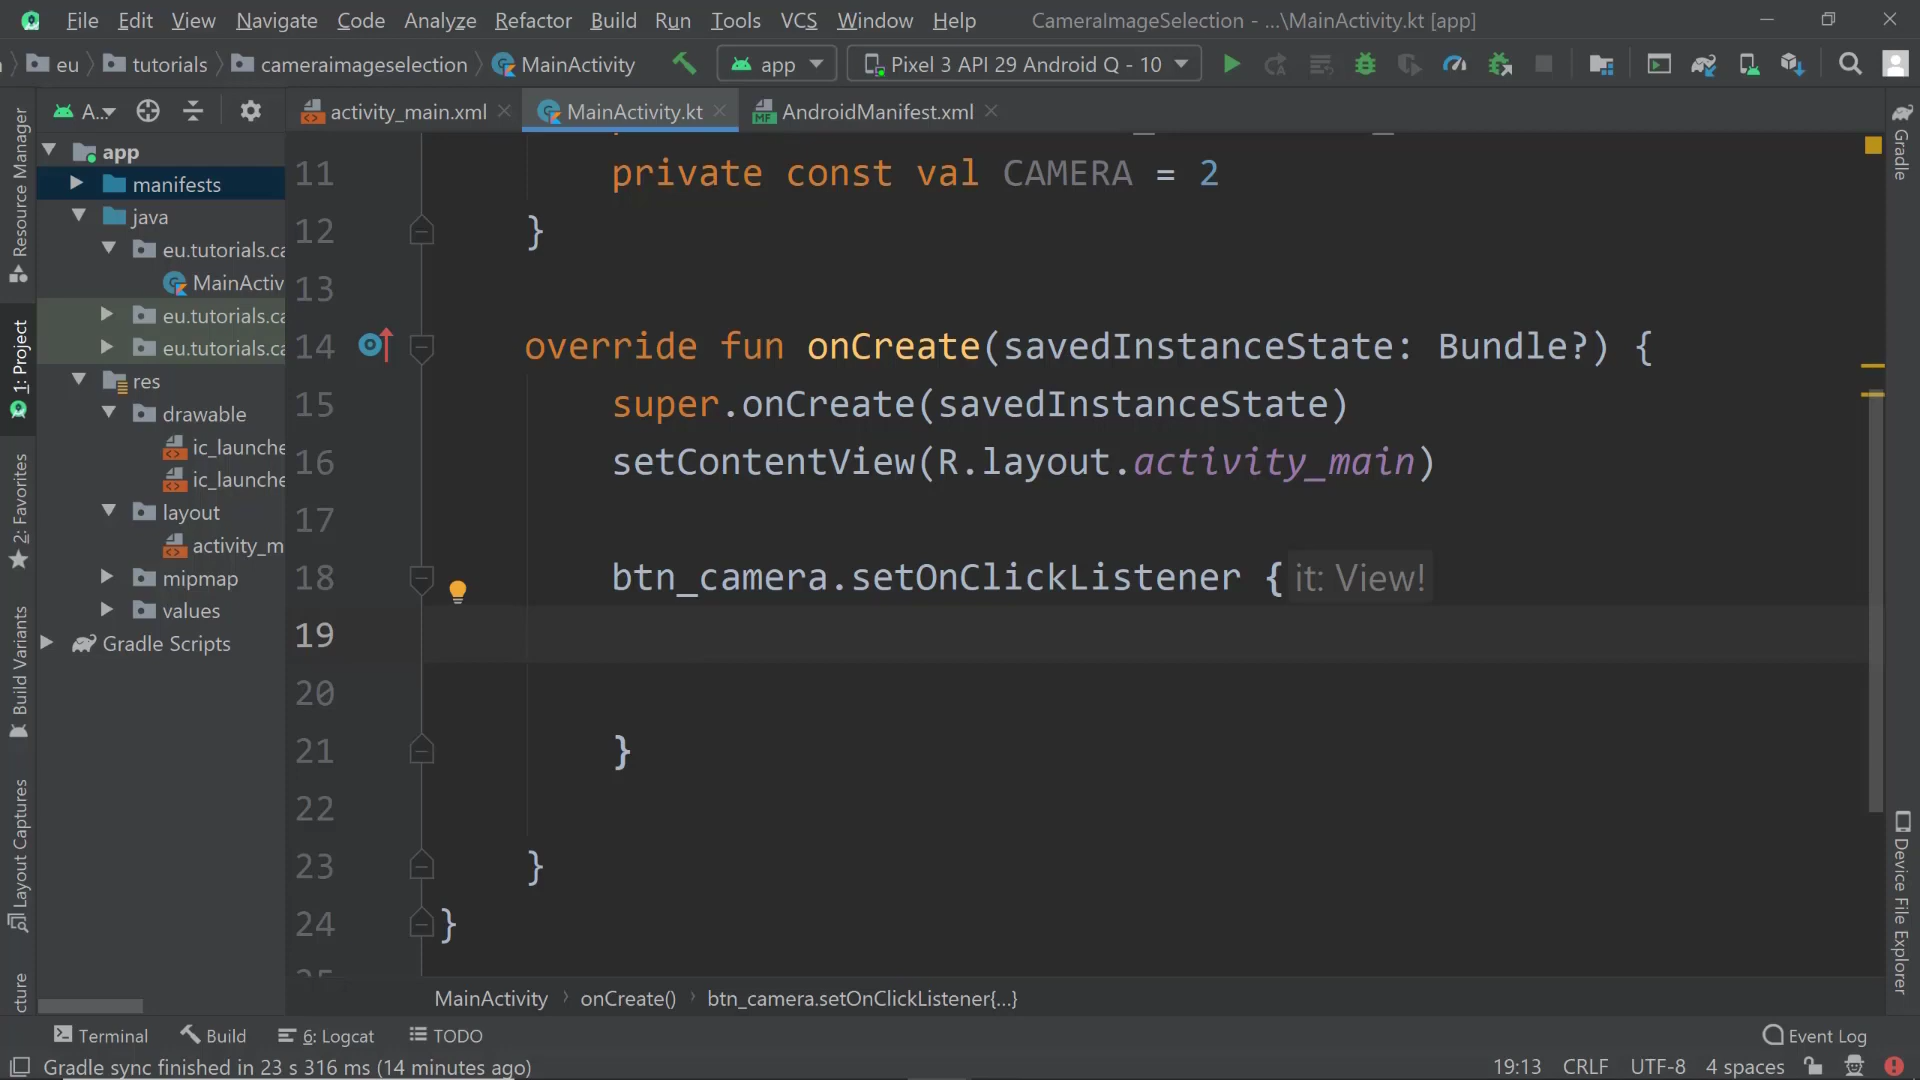 File Edit View Navigate Code Analyze Refactor Build Run Tools VCS Window Help CameraImageSelection - ...\MainActivity.kt [app]
eu tutorials cameraimageselection MainActivity app Pixel 3 API 29 Android Q - 10
A... activity_main.xml MainActivity.kt AndroidManifest.xml
Resource Manager
1: Project
2: Favorites
Build Variants
Layout Captures
cture
app
manifests
java
eu.tutorials.ca
MainActiv
eu.tutorials.ca
eu.tutorials.ca
res
drawable
ic_launche
ic_launche
layout
activity_m
mipmap
values
Gradle Scripts
11 private const val CAMERA = 2
12 }
13
14 override fun onCreate(savedInstanceState: Bundle?) {
15 super.onCreate(savedInstanceState)
16 setContentView(R.layout.activity_main)
17
18 btn_camera.setOnClickListener { it: View!
19
20
21 }
22
23 }
24 }
Gradle
Device File Explorer
MainActivity onCreate() btn_camera.setOnClickListener{...}
Terminal Build 6: Logcat TODO Event Log
Gradle sync finished in 23 s 316 ms (14 minutes ago) 19:13 CRLF UTF-8 4 spaces